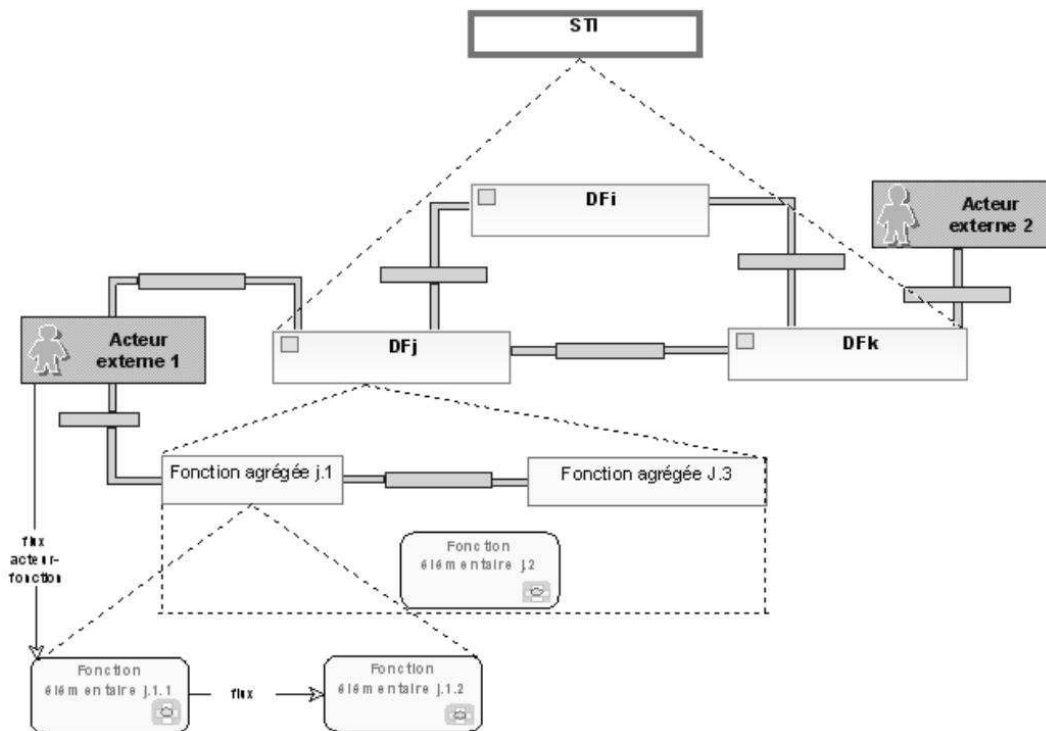 STI
DFi
Acteur
externe 2
Acteur
externe 1
DFj
DFk
Fonction agrégée j.1
Fonction agrégée J.3
flux
acteur-
fonction
Fonction
élémentaire j.2
Fonction
élémentaire j.1.1
flux
Fonction
élémentaire j.1.2